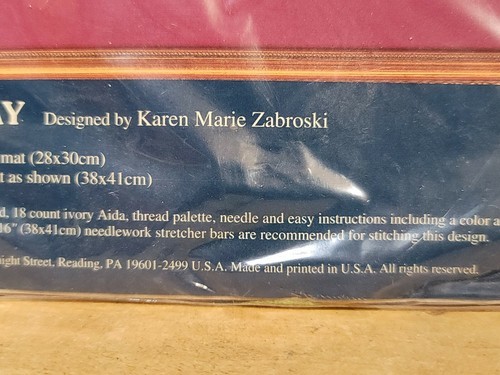 AY Designed by Karen Marie Zabroski
mat (28x30cm)
t as shown (38x41cm)
d, 18 count ivory Aida, thread palette, needle and easy instructions including a color a
16" (38x41cm) needlework stretcher bars are recommended for stitching this design.
ight Street, Reading, PA 19601-2499 U.S.A. Made and printed in U.S.A. All rights reserved.